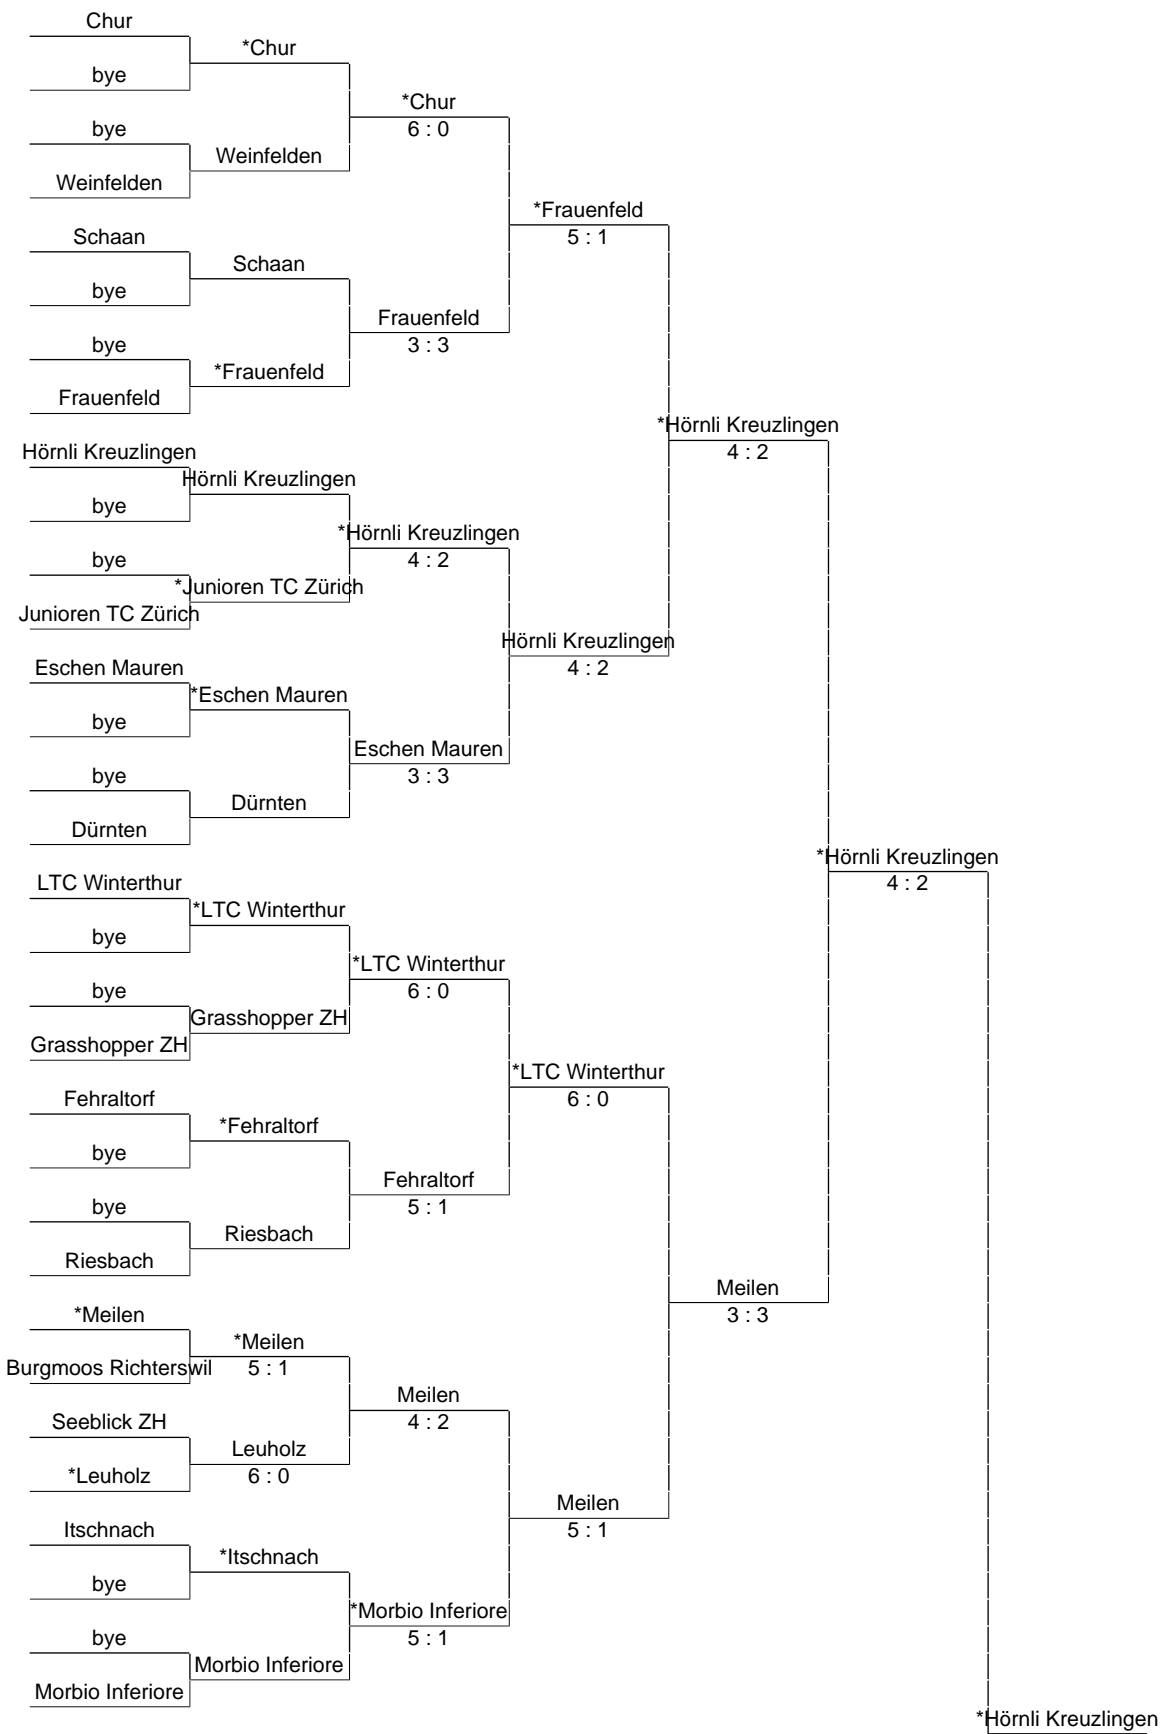 Chur
*Chur
bye
*Chur
6 : 0
bye
Weinfelden
Weinfelden
*Frauenfeld
5 : 1
Schaan
Schaan
bye
Frauenfeld
3 : 3
bye
*Frauenfeld
Frauenfeld
*Hörnli Kreuzlingen
4 : 2
Hörnli Kreuzlingen
Hörnli Kreuzlingen
bye
*Hörnli Kreuzlingen
4 : 2
bye
*Junioren TC Zürich
Junioren TC Zürich
Hörnli Kreuzlingen
4 : 2
Eschen Mauren
*Eschen Mauren
bye
Eschen Mauren
3 : 3
bye
Dürnten
Dürnten
*Hörnli Kreuzlingen
4 : 2
LTC Winterthur
*LTC Winterthur
bye
*LTC Winterthur
6 : 0
bye
Grasshopper ZH
Grasshopper ZH
*LTC Winterthur
6 : 0
Fehraltorf
*Fehraltorf
bye
Fehraltorf
5 : 1
bye
Riesbach
Riesbach
Meilen
3 : 3
*Meilen
*Meilen
5 : 1
Burgmoos Richterswil
Meilen
4 : 2
Seeblick ZH
Leuholz
6 : 0
*Leuholz
Meilen
5 : 1
Itschnach
*Itschnach
bye
*Morbio Inferiore
5 : 1
bye
Morbio Inferiore
Morbio Inferiore
*Hörnli Kreuzlingen